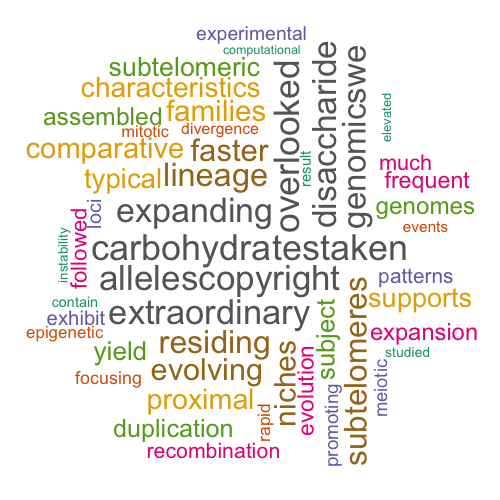 experimental
computational
subtelomeric
characteristics
assembled
families
mitotic
divergence
comparative
faster
typical
lineage
overlooked
disaccharide
genomicswe
elevated
result
much
frequent
genomes
events
loci
followed
expanding
carbohydratestaken
allelescopyright
extraordinary
instability
contain
exhibit
epigenetic
patterns
supports
expansion
studied
yield
residing
evolving
focusing
proximal
niches
evolution
subject
subtelomeres
meiotic
promoting
rapid
duplication
recombination